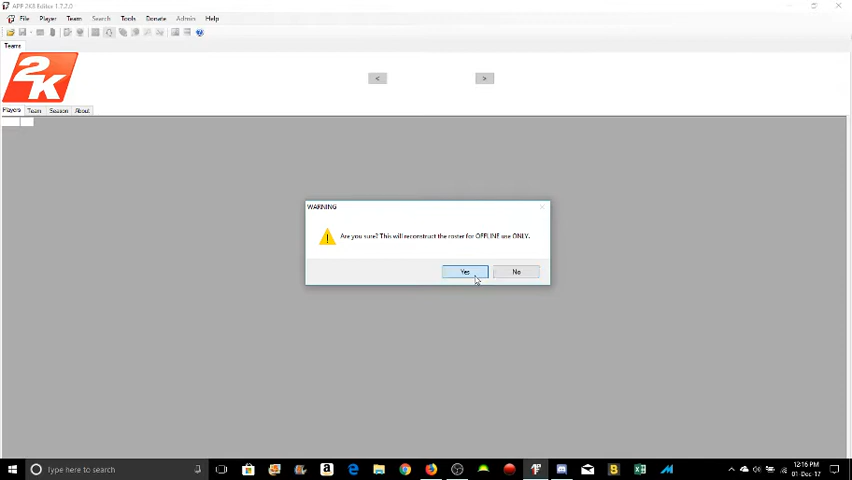 APP 2K8 Editor 1.7.2.0
File Player Team Search Tools Donate Admin Help
Teams
2K
< >
Players Team Season About
WARNING
Are you sure? This will reconstruct the roster for OFFLINE use ONLY.
Yes No
Type here to search
12:16 PM
01-Dec-17